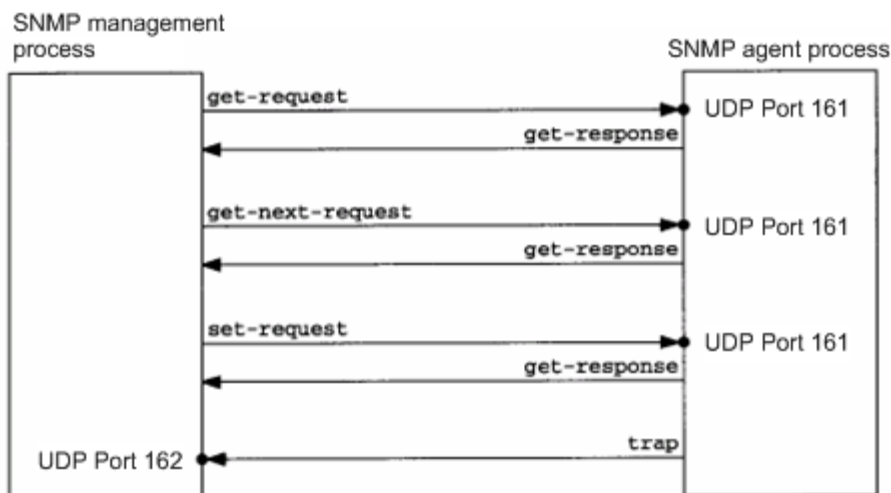 SNMP management
process
SNMP agent process
get-request
UDP Port 161
get-response
get-next-request
UDP Port 161
get-response
set-request
UDP Port 161
get-response
trap
UDP Port 162